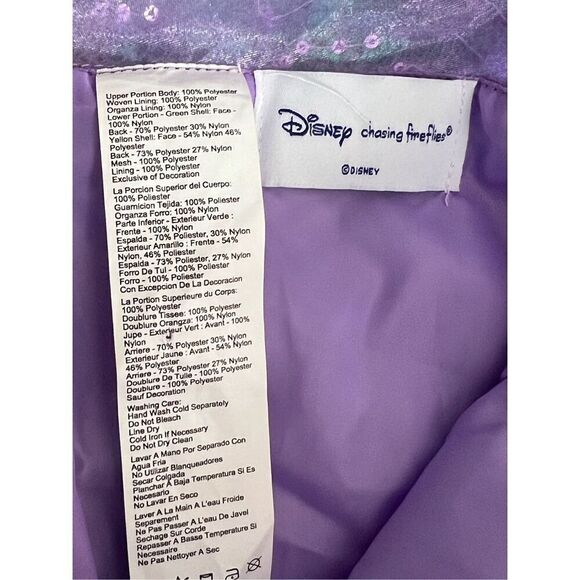 Upper Portion Body: 100% Polyester
Woven Lining: 100% Polyester
Organza Lining: 100% Nylon
Lower Portion - Green Shell: Face -
100% Nylon
Back - 70% Polyester 30% Nylon
Yellon Shell: Face - 54% Nylon 46%
Polyester
Back - 73% Polyester 27% Nylon
Mesh - 100% Nylon
Lining - 100% Polyester
Exclusive of Decoration
La Porcion Superior del Cuerpo:
100% Poliester
Guarnicion Tejida: 100% Poliester
Organza Forro: 100% Nylon
Parte Inferior - Exterieur Verde :
Frente - 100% Nylon
Espalda - 70% Poliester, 30% Nylon
Exterieur Amarillo : Frente - 54%
Nylon, 46% Poliester
Espalda - 73% Poliester, 27% Nylon
Forro De Tul - 100% Poliester
Forro - 100% Poliester
Con Excepcion De La Decoracion
La Portion Superieure du Corps:
100% Polyester
Doublure Tissee: 100% Polyester
Doublure Orangza: 100% Nylon
Jupe - Exterieur Vert : Avant - 100%
Nylon
Arriere - 70% Polyester 30% Nylon
Exterieur Jaune : Avant - 54% Nylon
46% Polyester
Arriere - 73% Polyester 27% Nylon
Doublure De Tulle - 100% Polyester
Doublure - 100% Polyester
Sauf Decoration
Washing Care:
Hand Wash Cold Separately
Do Not Bleach
Line Dry
Cold Iron If Necessary
Do Not Dry Clean
Lavar A Mano Por Separado Con
Agua Fria
No Utilizar Blanqueadores
Secar Colgada
Planchar A Baja Temperatura Si Es
Necesario
No Lavar En Seco
Laver A La Main A L'eau Froide
Separement
Ne Pas Passer A L'eau De Javel
Sechage Sur Corde
Repasser A Basse Temperature Si
Necessaire
Ne Pas Nettoyer A Sec
Disney chasing fireflies®
©DISNEY